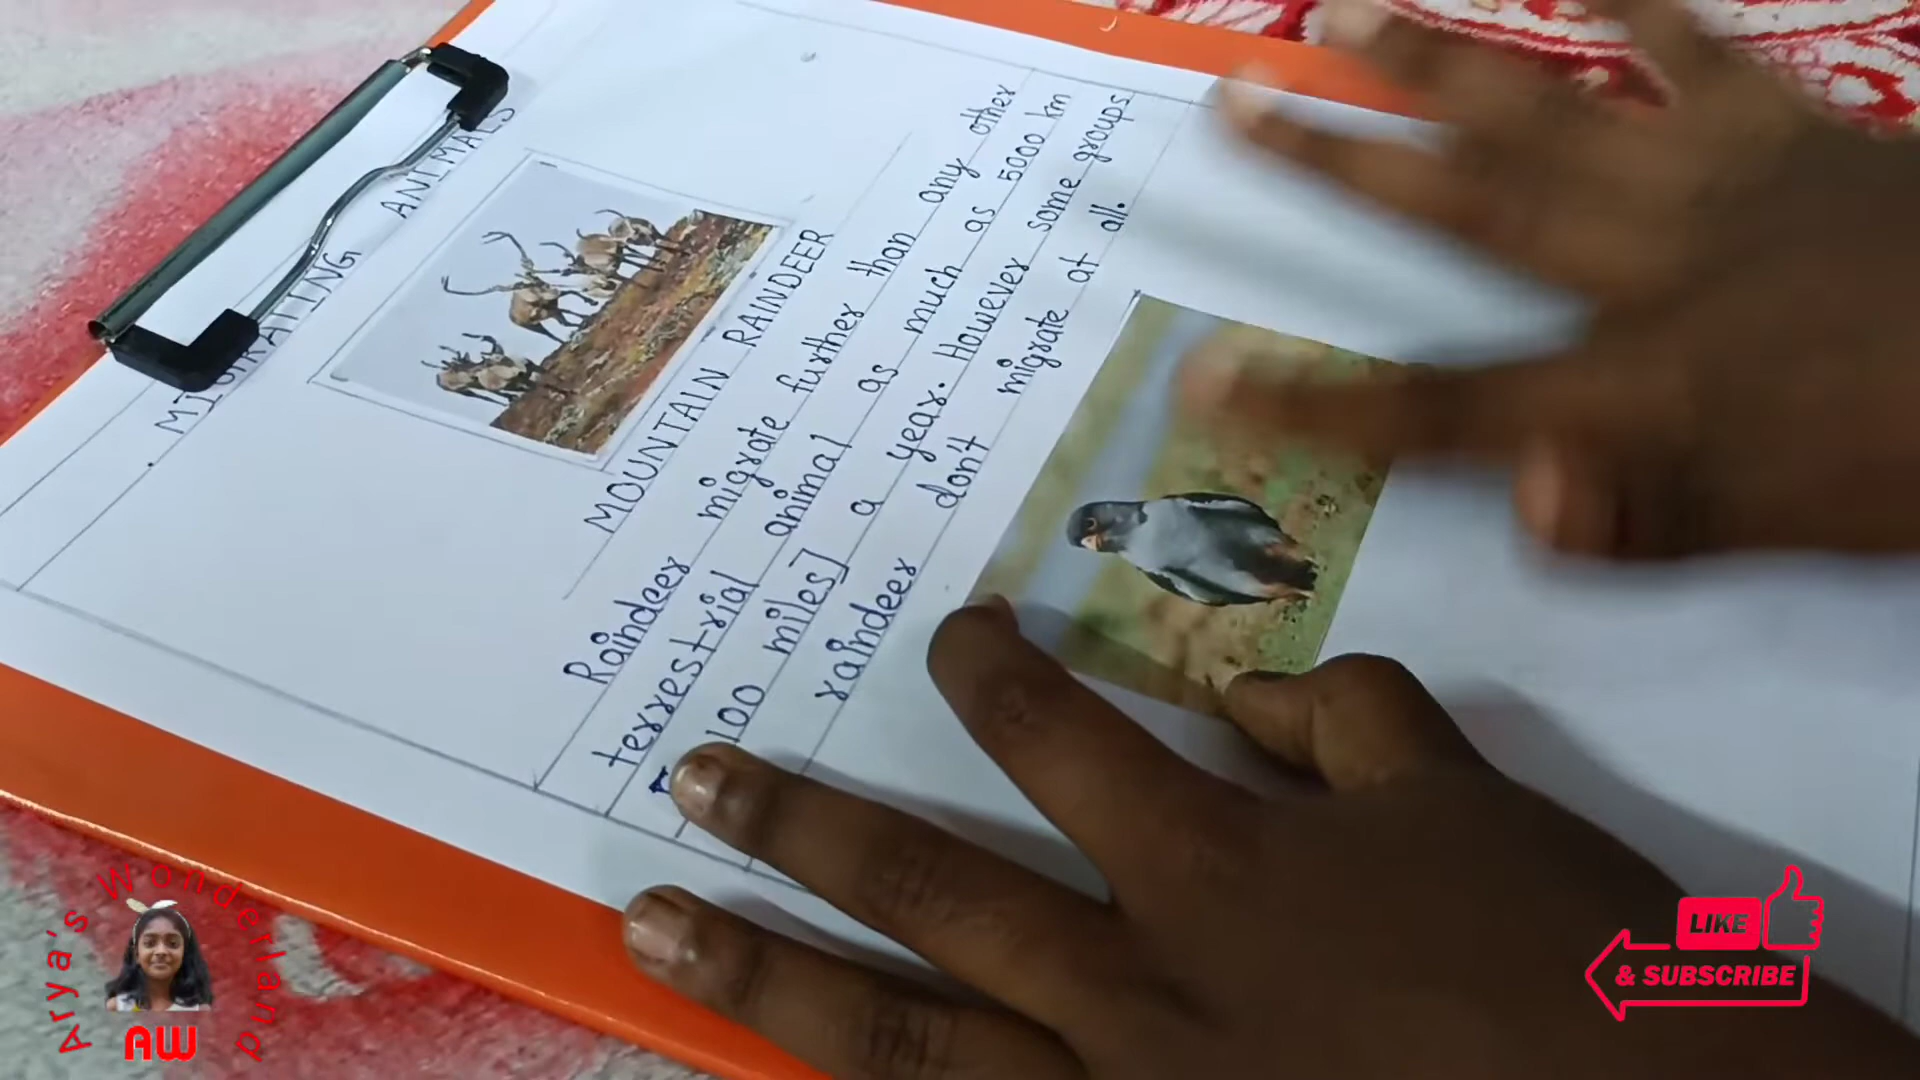 MIGRATING ANIMALS
MOUNTAIN RAINDEER
Raindeer migrate further than any other
terrestrial animal as much as 5000 km
100 miles] a year. However some groups
raindeer don't migrate at all.
Arya's Wonderland
AW
LIKE
& SUBSCRIBE